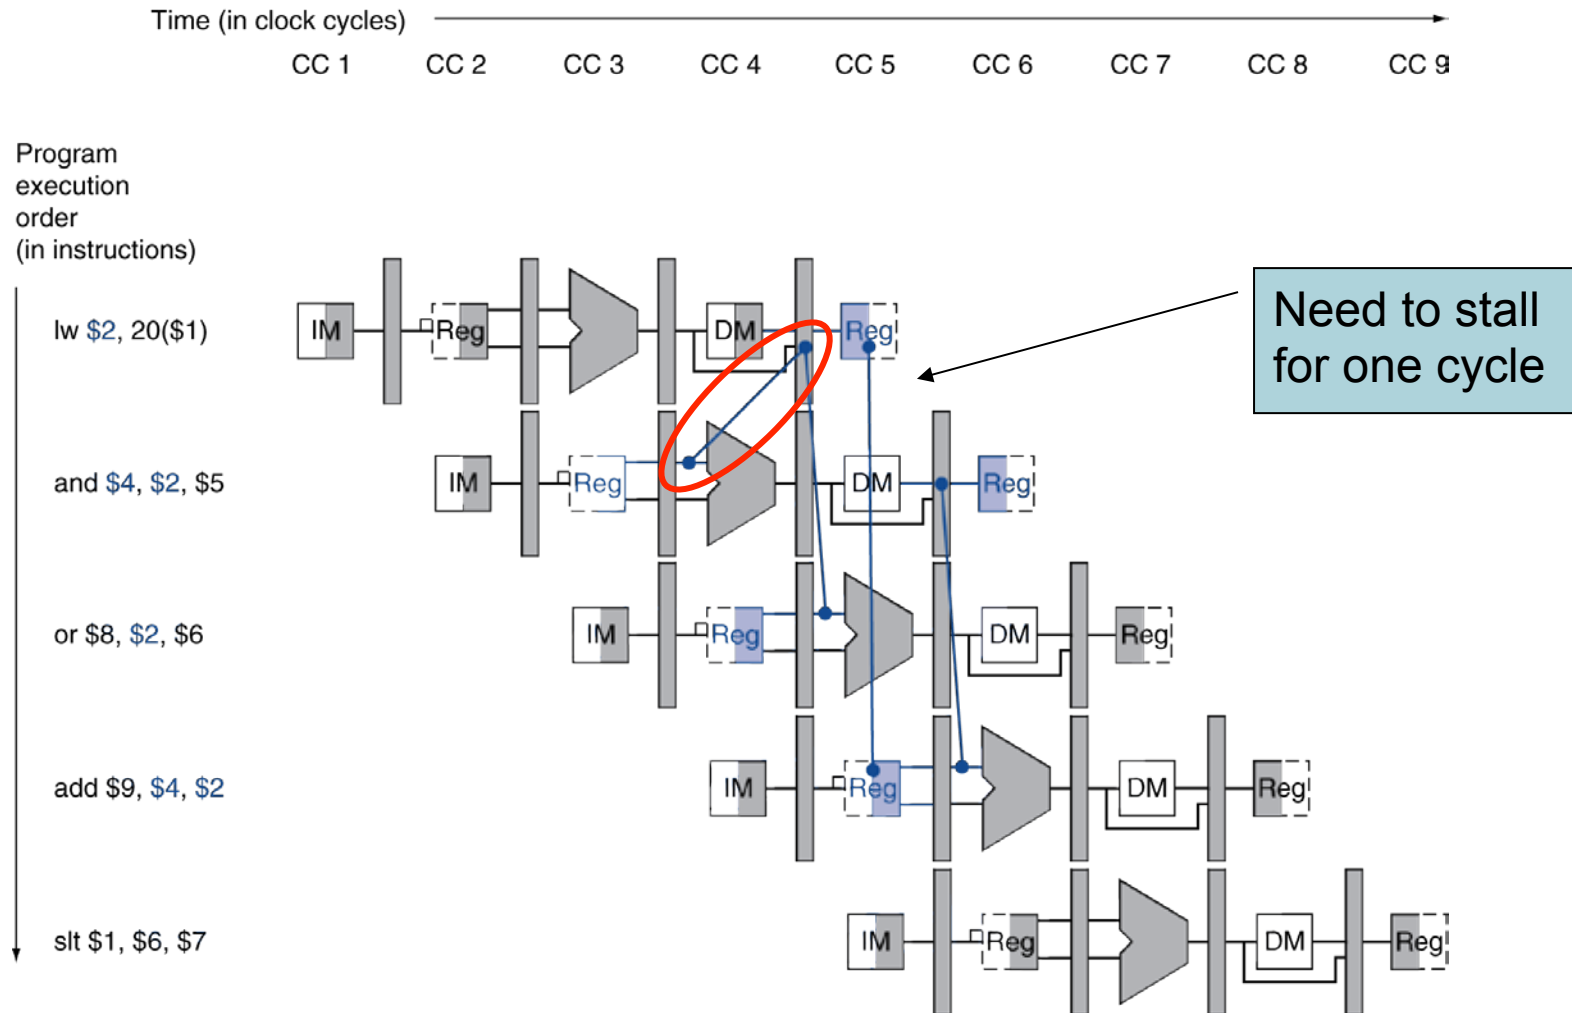 Time (in clock cycles)
CC 1 CC 2 CC 3 CC 4 CC 5 CC 6 CC 7 CC 8 CC 9
Program
execution
order
(in instructions)
Need to stall
for one cycle
lw $2, 20($1) IM Reg DM Reg
and $4, $2, $5 IM Reg DM Reg
or $8, $2, $6 IM Reg DM Reg
add $9, $4, $2 IM Reg DM Reg
slt $1, $6, $7 IM Reg DM Reg